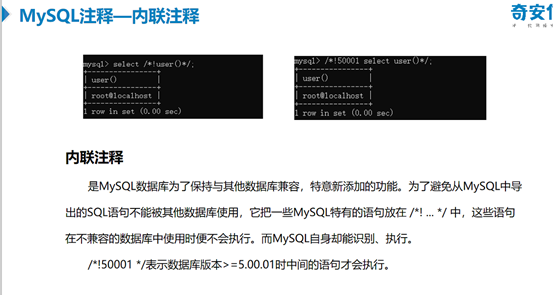 MySQL注释—内联注释
奇安信
mysql> select /*!user()*/;
+----------------+
| user()         |
+----------------+
| root@localhost |
+----------------+
1 row in set (0.00 sec)
mysql> /*!50001 select user()*/;
+----------------+
| user()         |
+----------------+
| root@localhost |
+----------------+
1 row in set (0.00 sec)
内联注释
是MySQL数据库为了保持与其他数据库兼容，特意新添加的功能。为了避免从MySQL中导
出的SQL语句不能被其他数据库使用，它把一些MySQL特有的语句放在 /*! ... */ 中，这些语句
在不兼容的数据库中使用时便不会执行。而MySQL自身却能识别、执行。
/*!50001 */表示数据库版本>=5.00.01时中间的语句才会执行。